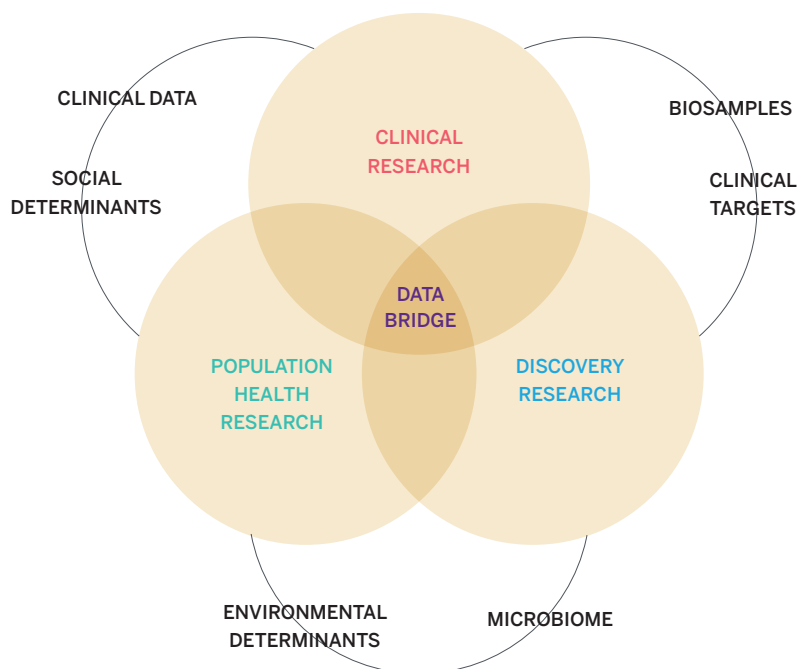 CLINICAL DATA
BIOSAMPLES
CLINICAL
RESEARCH
SOCIAL
DETERMINANTS
CLINICAL
TARGETS
DATA
BRIDGE
POPULATION
HEALTH
RESEARCH
DISCOVERY
RESEARCH
ENVIRONMENTAL
DETERMINANTS
MICROBIOME